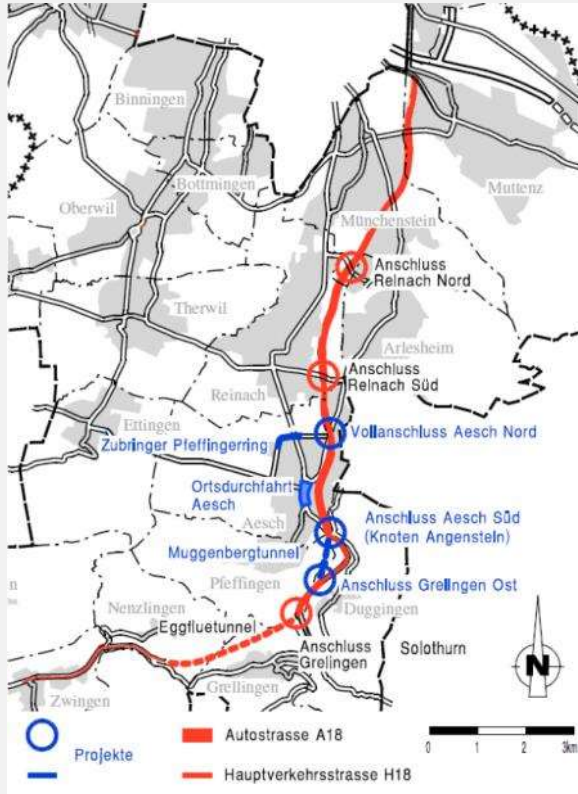 Binningen
Bottmingen
Oberwil
Muttenz
Münchenstein
Anschluss
Reinach Nord
Therwil
Arlesheim
Anschluss
Reinach Süd
Reinach
Ettingen
Vollanschluss Aesch Nord
Zubringer Pfeffingerring
Ortsdurchfahrt
Aesch
Aesch
Anschluss Aesch Süd
(Knoten Angenstein)
Muggenbergtunnel
Pfeffingen
Anschluss Grellingen Ost
Nenzlingen
Duggingen
Eggfluetunnel
Anschluss
Grellingen
Solothurn
Grellingen
Zwingen
N
Projekte
Autostrasse A18
Hauptverkehrsstrasse H18
0 1 2 3km